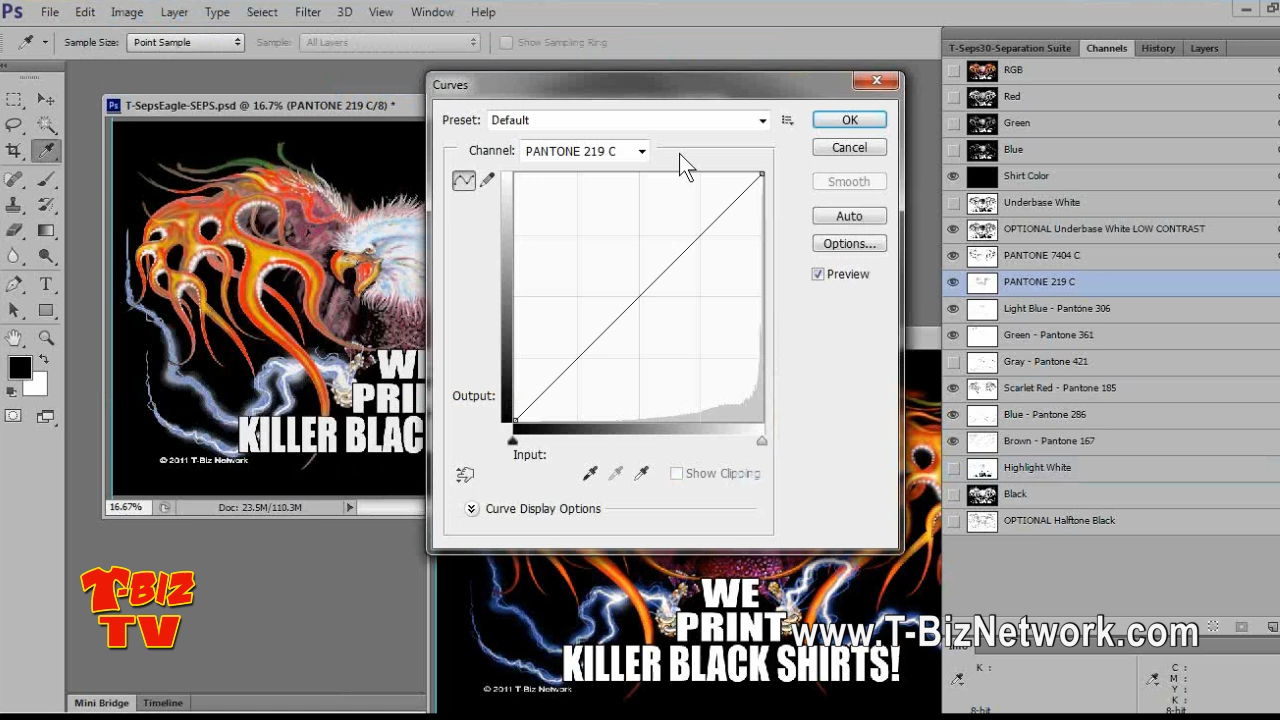 Ps File Edit Image Layer Type Select Filter 3D View Window Help
Sample Size: Point Sample Sample: All Layers Show Sampling Ring
T-Seps30-Separation Suite Channels History Layers
Ps T-SepsEagle-SEPS.psd @ 16.7% (PANTONE 219 C/8) *
WE
PRIN
KILLER BLAC
© 2011 T-Biz Network
16.67% Doc: 23.5M/110.3M
Curves
Preset: Default
OK
Channel: PANTONE 219 C
Cancel
Smooth
Auto
Options...
Preview
Output:
Input:
Show Clipping
Curve Display Options
RGB
Red
Green
Blue
Shirt Color
Underbase White
OPTIONAL Underbase White LOW CONTRAST
PANTONE 7404 C
PANTONE 219 C
Light Blue - Pantone 306
Green - Pantone 361
Gray - Pantone 421
Scarlet Red - Pantone 185
Blue - Pantone 286
Brown - Pantone 167
Highlight White
Black
OPTIONAL Halftone Black
T-BIZ
TV
WE
PRINT
KILLER BLACK SHIRTS!
© 2011 T-Biz Network
www.T-BizNetwork.com
K :
C :
M :
Y :
K :
8-bit
8-bit
Mini Bridge Timeline